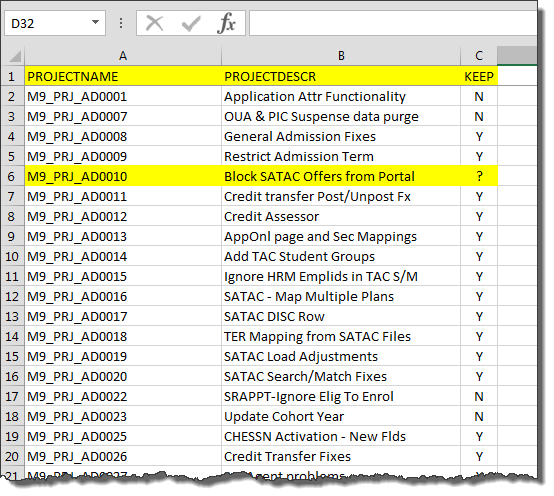 D32 fx
A B C
1 PROJECTNAME PROJECTDESCR KEEP
2 M9_PRJ_AD0001 Application Attr Functionality N
3 M9_PRJ_AD0007 OUA & PIC Suspense data purge N
4 M9_PRJ_AD0008 General Admission Fixes Y
5 M9_PRJ_AD0009 Restrict Admission Term Y
6 M9_PRJ_AD0010 Block SATAC Offers from Portal ?
7 M9_PRJ_AD0011 Credit transfer Post/Unpost Fx Y
8 M9_PRJ_AD0012 Credit Assessor Y
9 M9_PRJ_AD0013 AppOnl page and Sec Mappings Y
10 M9_PRJ_AD0014 Add TAC Student Groups Y
11 M9_PRJ_AD0015 Ignore HRM Emplids in TAC S/M Y
12 M9_PRJ_AD0016 SATAC - Map Multiple Plans Y
13 M9_PRJ_AD0017 SATAC DISC Row Y
14 M9_PRJ_AD0018 TER Mapping from SATAC Files Y
15 M9_PRJ_AD0019 SATAC Load Adjustments Y
16 M9_PRJ_AD0020 SATAC Search/Match Fixes Y
17 M9_PRJ_AD0022 SRAPPT-Ignore Elig To Enrol N
18 M9_PRJ_AD0023 Update Cohort Year N
19 M9_PRJ_AD0025 CHESSN Activation - New Flds Y
20 M9_PRJ_AD0026 Credit Transfer Fixes Y
21 M9_PRJ_AD0027 problems